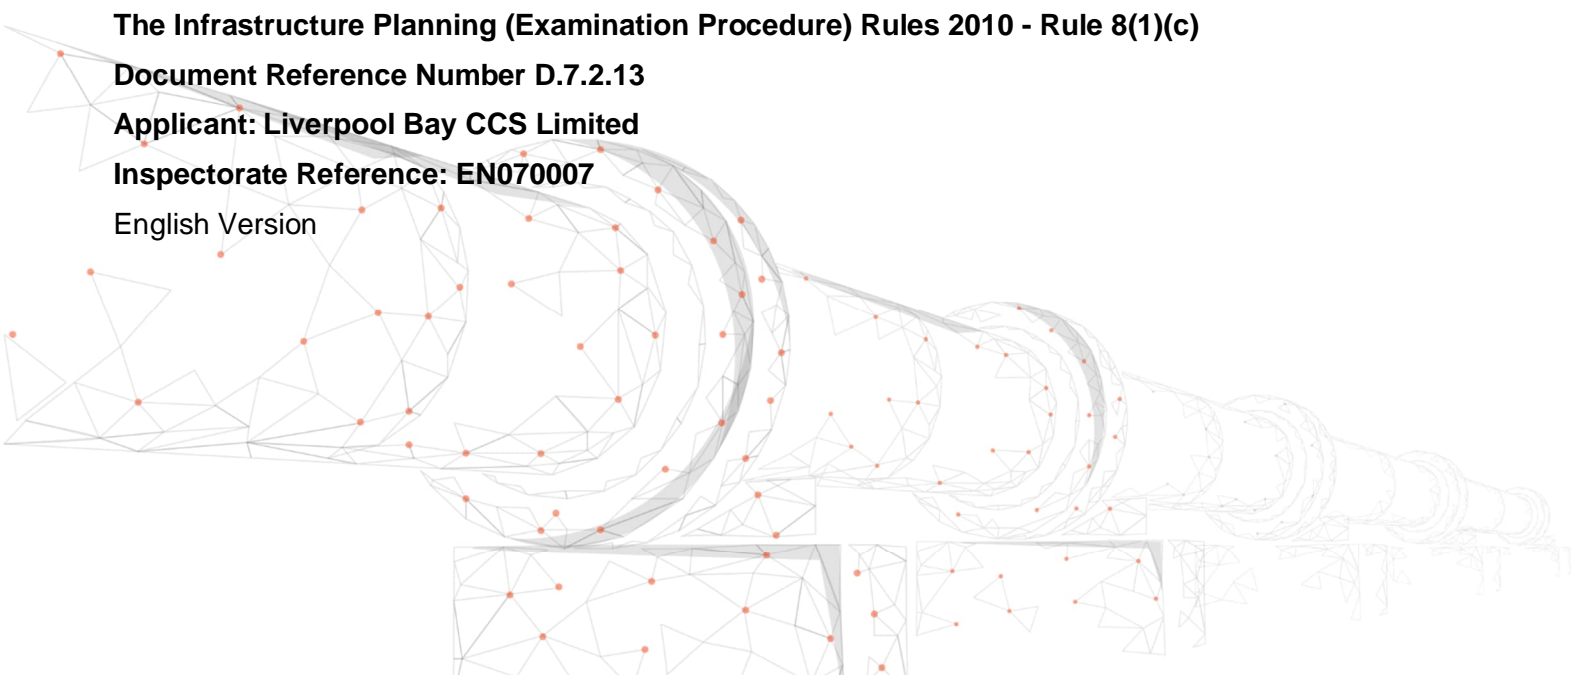 The Infrastructure Planning (Examination Procedure) Rules 2010 - Rule 8(1)(c)
Document Reference Number D.7.2.13
Applicant: Liverpool Bay CCS Limited
Inspectorate Reference: EN070007
English Version